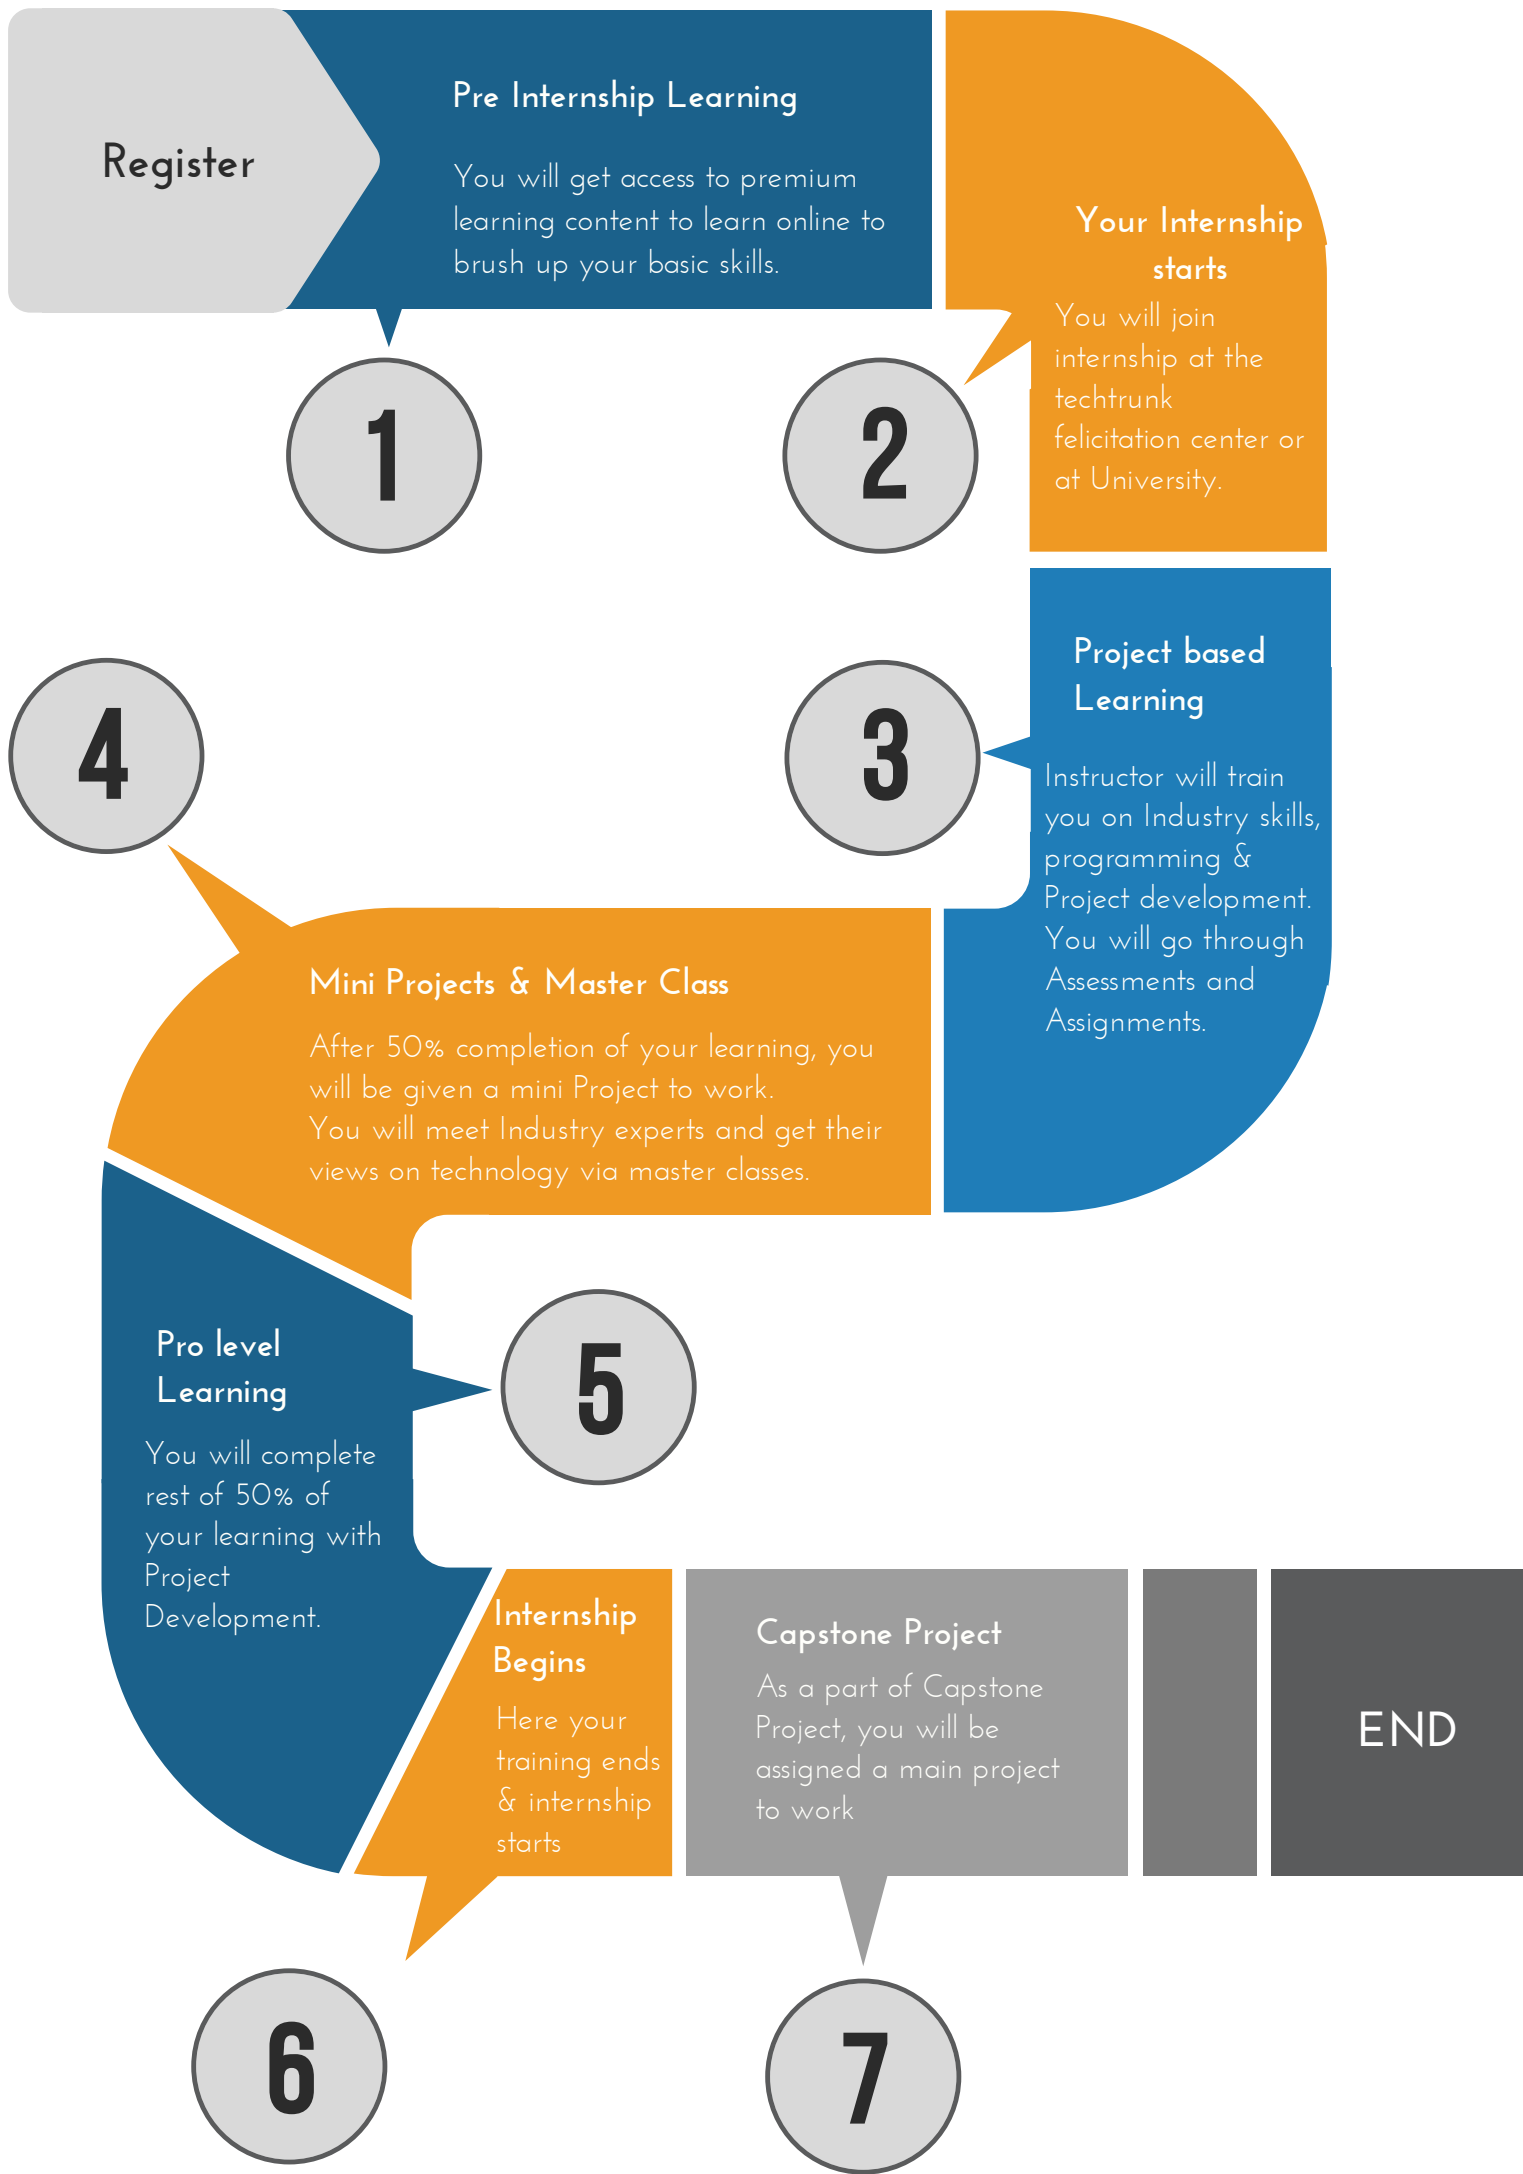 Register
Pre Internship Learning
You will get access to premium
learning content to learn online to
brush up your basic skills.
1
Your Internship
starts
You will join
internship at the
techtrunk
felicitation center or
at University.
2
Project based
Learning
Instructor will train
you on Industry skills,
programming &
Project development.
You will go through
Assessments and
Assignments.
3
4
Mini Projects & Master Class
After 50% completion of your learning, you
will be given a mini Project to work.
You will meet Industry experts and get their
views on technology via master classes.
Pro level
Learning
You will complete
rest of 50% of
your learning with
Project
Development.
5
Internship
Begins
Here your
training ends
& internship
starts
6
Capstone Project
As a part of Capstone
Project, you will be
assigned a main project
to work
7
END